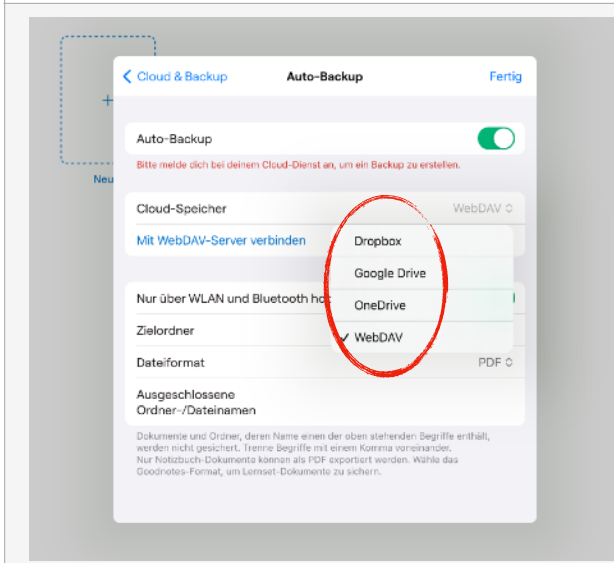 Cloud & Backup
Auto-Backup
Fertig
+
Neu
Auto-Backup
Bitte melde dich bei deinem Cloud-Dienst an, um ein Backup zu erstellen.
Cloud-Speicher
WebDAV
Mit WebDAV-Server verbinden
Dropbox
Google Drive
OneDrive
✓ WebDAV
Nur über WLAN und Bluetooth
Zielordner
Dateiformat
PDF
Ausgeschlossene
Ordner-/Dateinamen
Dokumente und Ordner, deren Name einen der oben stehenden Begriffe enthält,
werden nicht gesichert. Trenne Begriffe mit einem Komma voneinander.
Nur Notizbuch-Dokumente können als PDF exportiert werden. Wähle das
Goodnotes-Format, um Lernset-Dokumente zu sichern.